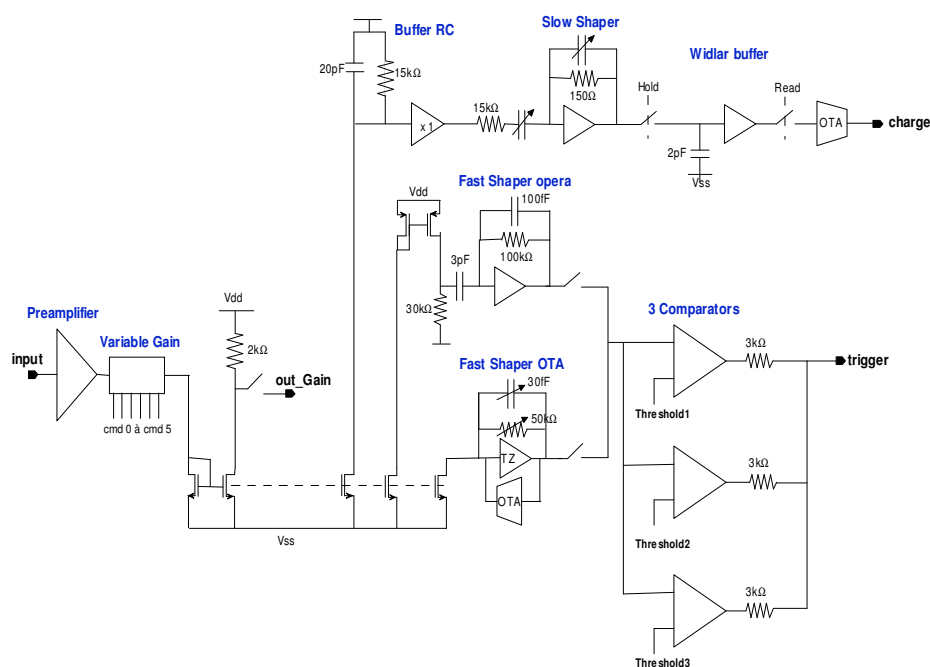 Slow Shaper
Buffer RC
Widlar buffer
20pF
15kΩ
150Ω
Hold
Read
15kΩ
x 1
OTA
charge
2pF
Vss
Fast Shaper opera
Vdd
100fF
100kΩ
3pF
30kΩ
Vdd
Preamplifier
Variable Gain
2kΩ
3 Comparators
input
out_Gain
3kΩ
trigger
Fast Shaper OTA
30fF
50kΩ
Threshold1
cmd 0 à cmd 5
TZ
OTA
3kΩ
Vss
Threshold2
3kΩ
Threshold3